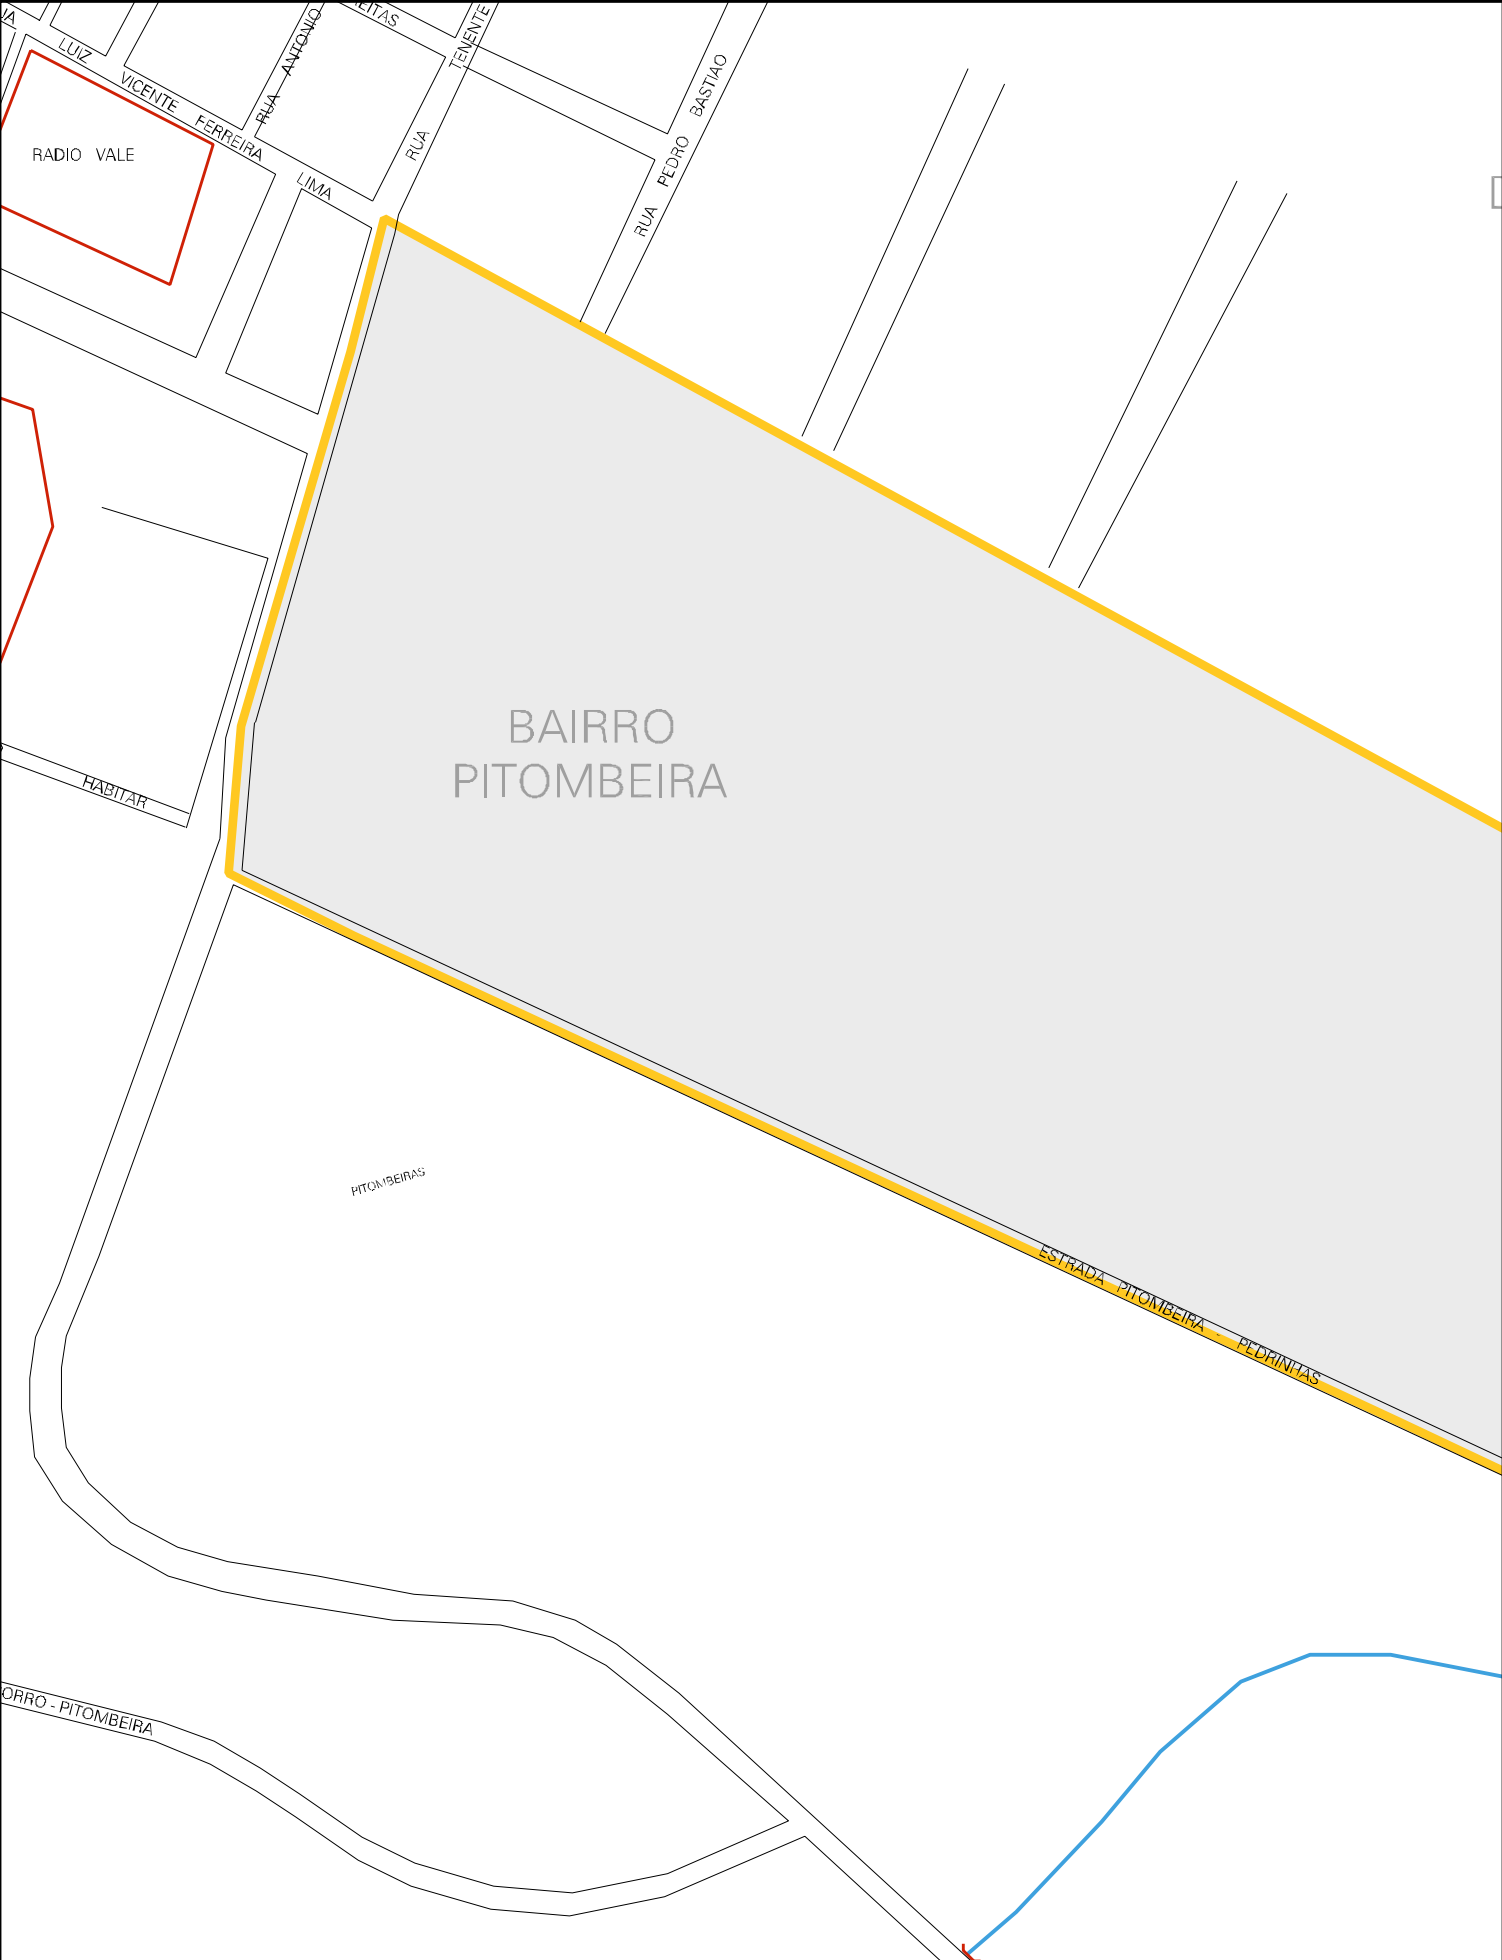 LUIZ VICENTE FERREIRA LIMA
RUA ANTONIO
RUA TENENTE
RUA PEDRO BASTIAO
RADIO VALE
BAIRRO
PITOMBEIRA
HABITAR
PITOMBEIRAS
ESTRADA PITOMBEIRA - PEDRINHAS
ORRO - PITOMBEIRA